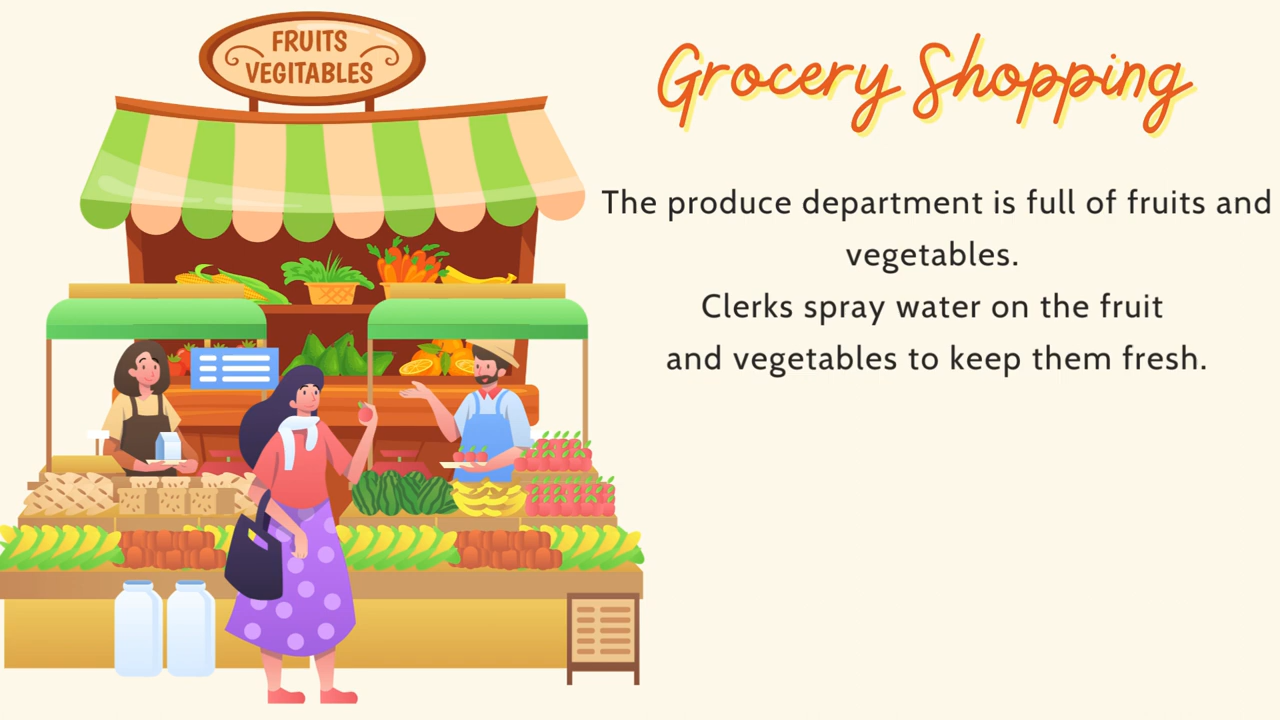 FRUITS
VEGITABLES
Grocery Shopping
The produce department is full of fruits and
vegetables.
Clerks spray water on the fruit
and vegetables to keep them fresh.